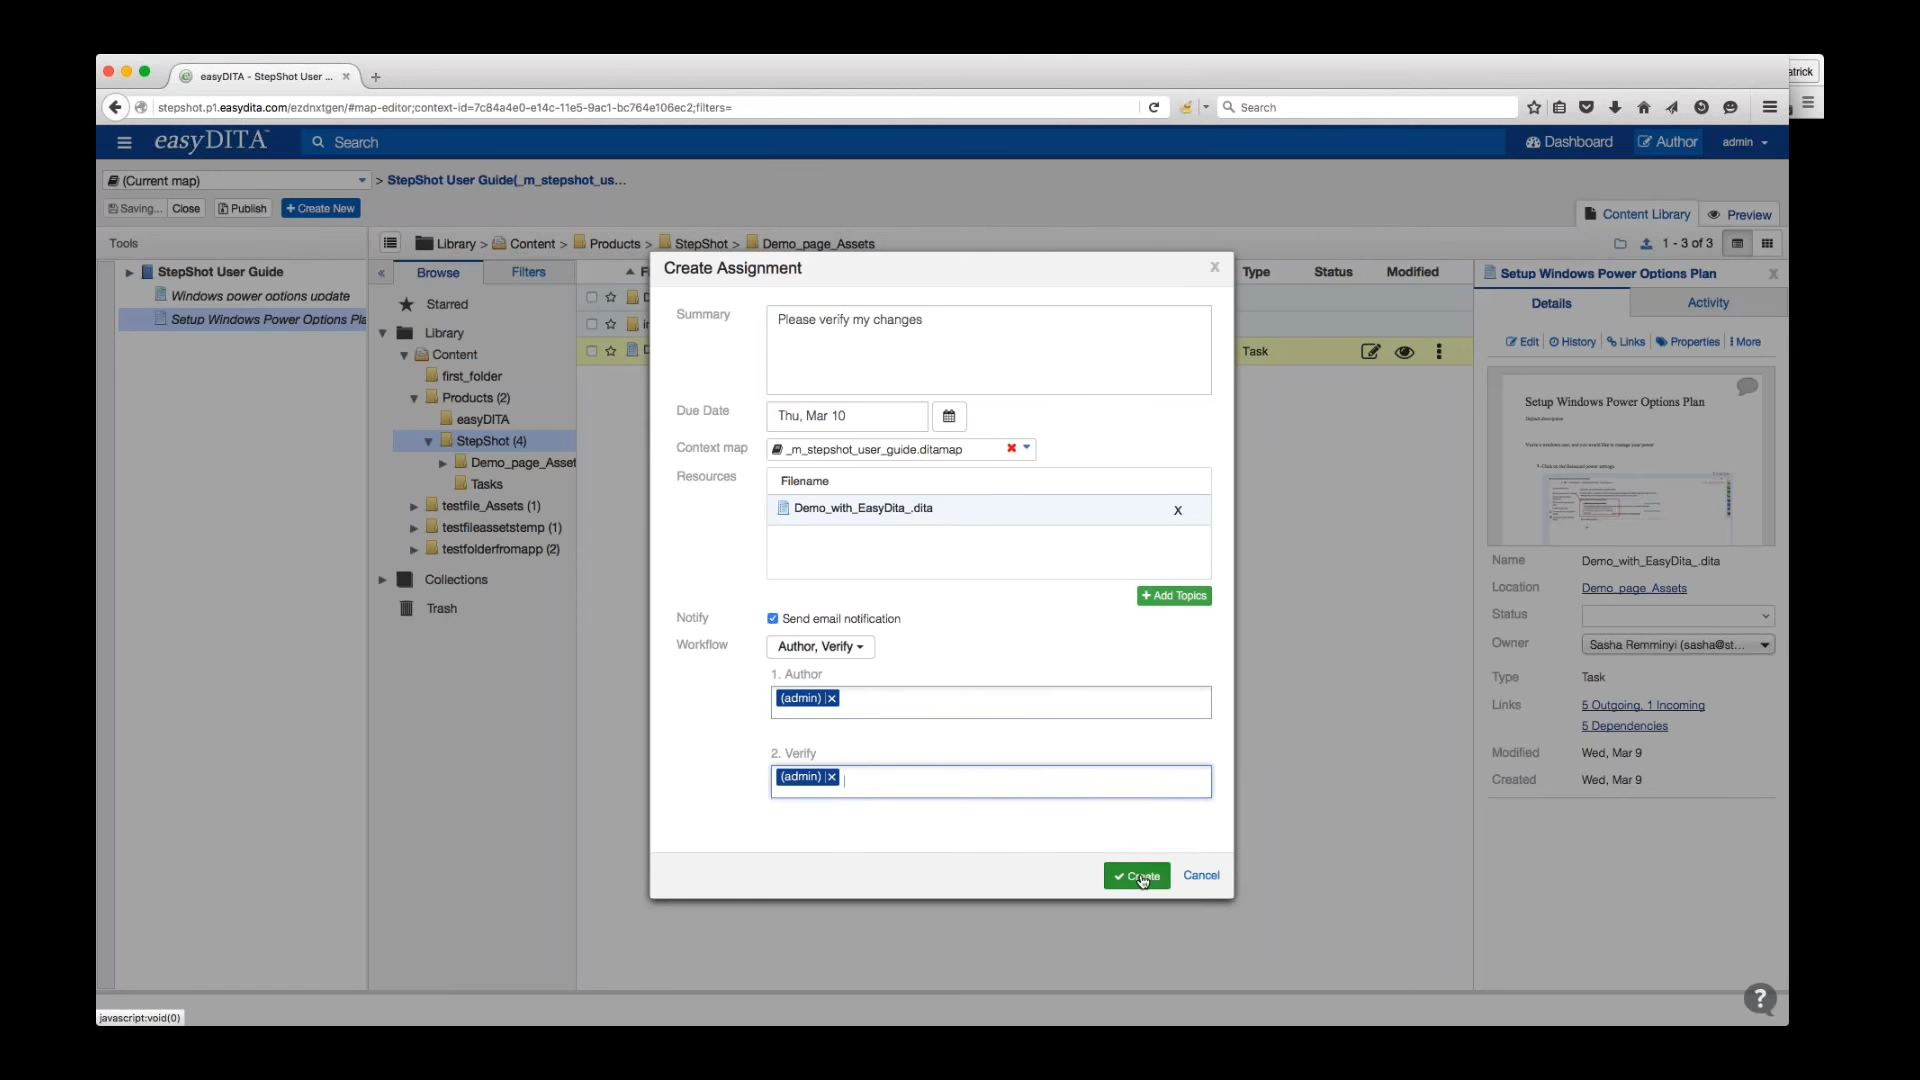 easyDITA - StepShot User ...
atrick
stepshot.p1.easydita.com/ezdnxtgen/#map-editor;context-id=7c84a4e0-e14c-11e5-9ac1-bc764e106ec2;filters=
Search
easyDITA
Search
Dashboard
Author
admin
(Current map)
> StepShot User Guide(_m_stepshot_us...
Saving...
Close
Publish
+ Create New
Content Library
Preview
Tools
Library > Content > Products > StepShot > Demo_page_Assets
1 - 3 of 3
StepShot User Guide
Windows power options update
Setup Windows Power Options Pla
Browse
Filters
Starred
Library
Content
first_folder
Products (2)
easyDITA
StepShot (4)
Demo_page_Asset
Tasks
testfile_Assets (1)
testfileassetstemp (1)
testfolderfromapp (2)
Collections
Trash
Type
Status
Modified
Task
Create Assignment
X
Summary
Please verify my changes
Due Date
Thu, Mar 10
Context map
_m_stepshot_user_guide.ditamap
Resources
Filename
Demo_with_EasyDita_.dita
X
+ Add Topics
Notify
Send email notification
Workflow
Author, Verify
1. Author
(admin) x
2. Verify
(admin) x
Create
Cancel
Setup Windows Power Options Plan
X
Details
Activity
Edit
History
Links
Properties
More
Setup Windows Power Options Plan
Name
Demo_with_EasyDita_.dita
Location
Demo_page_Assets
Status
Owner
Sasha Remminyi (sasha@st...
Type
Task
Links
5 Outgoing, 1 Incoming
5 Dependencies
Modified
Wed, Mar 9
Created
Wed, Mar 9
?
javascript:void(0)